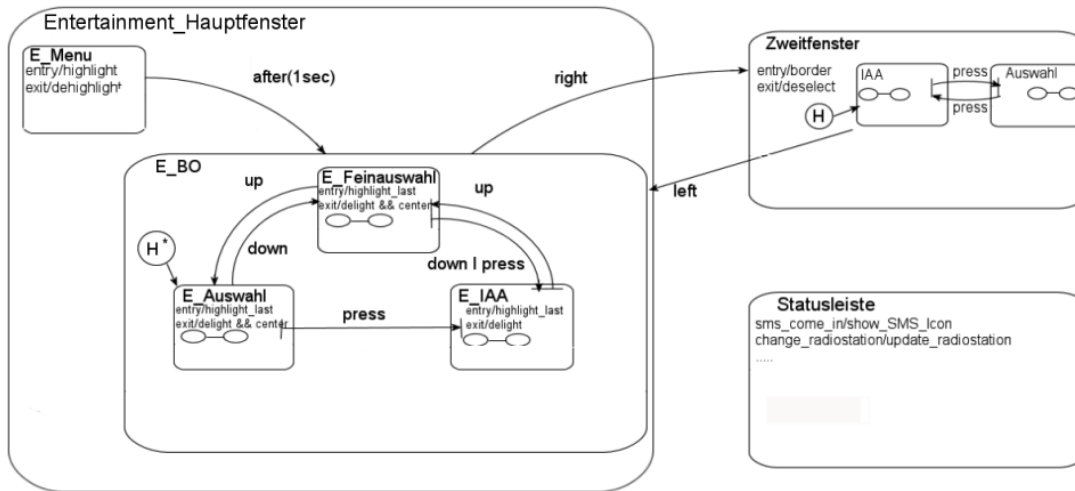 Entertainment_Hauptfenster
E_Menu
entry/highlight
exit/dehighlight
after(1sec)
right
E_BO
E_Feinauswahl
entry/highlight_last
exit/delight && center
up
up
down
down | press
H*
E_Auswahl
entry/highlight_last
exit/delight && center
press
E_IAA
entry/highlight_last
exit/delight
Zweitfenster
entry/border
exit/deselect
IAA
press
press
Auswahl
H
left
Statusleiste
sms_come_in/show_SMS_Icon
change_radiostation/update_radiostation
.....